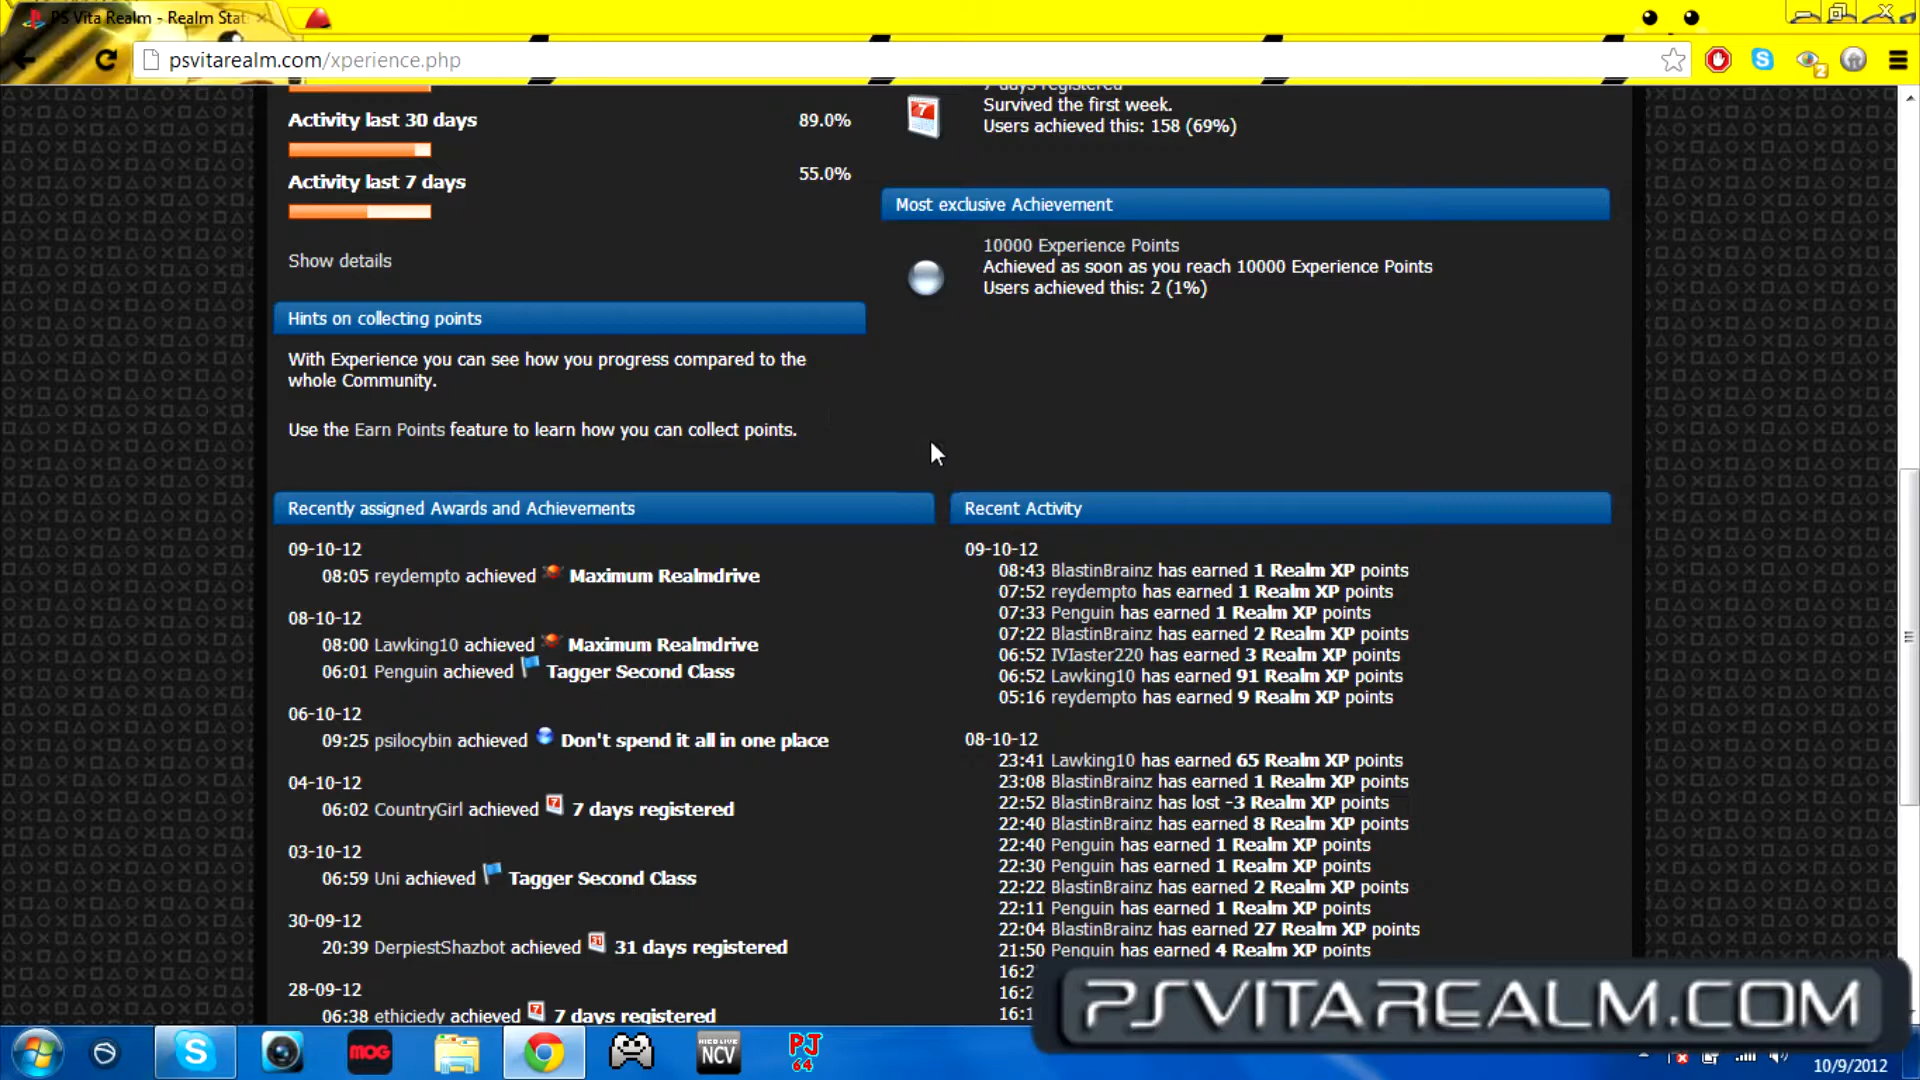 PS Vita Realm - Realm Stat
psvitarealm.com/xperience.php
Activity last 30 days 89.0%
Activity last 7 days 55.0%
Show details
7 days registered
Survived the first week.
Users achieved this: 158 (69%)
Most exclusive Achievement
10000 Experience Points
Achieved as soon as you reach 10000 Experience Points
Users achieved this: 2 (1%)
Hints on collecting points
With Experience you can see how you progress compared to the
whole Community.
Use the Earn Points feature to learn how you can collect points.
Recently assigned Awards and Achievements
09-10-12
08:05 reydempto achieved Maximum Realmdrive
08-10-12
08:00 Lawking10 achieved Maximum Realmdrive
06:01 Penguin achieved Tagger Second Class
06-10-12
09:25 psilocybin achieved Don't spend it all in one place
04-10-12
06:02 CountryGirl achieved 7 days registered
03-10-12
06:59 Uni achieved Tagger Second Class
30-09-12
20:39 DerpiestShazbot achieved 31 days registered
28-09-12
06:38 ethiciedy achieved 7 days registered
Recent Activity
09-10-12
08:43 BlastinBrainz has earned 1 Realm XP points
07:52 reydempto has earned 1 Realm XP points
07:33 Penguin has earned 1 Realm XP points
07:22 BlastinBrainz has earned 2 Realm XP points
06:52 IVIaster220 has earned 3 Realm XP points
06:52 Lawking10 has earned 91 Realm XP points
05:16 reydempto has earned 9 Realm XP points
08-10-12
23:41 Lawking10 has earned 65 Realm XP points
23:08 BlastinBrainz has earned 1 Realm XP points
22:52 BlastinBrainz has lost -3 Realm XP points
22:40 BlastinBrainz has earned 8 Realm XP points
22:40 Penguin has earned 1 Realm XP points
22:30 Penguin has earned 1 Realm XP points
22:22 BlastinBrainz has earned 2 Realm XP points
22:11 Penguin has earned 1 Realm XP points
22:04 BlastinBrainz has earned 27 Realm XP points
21:50 Penguin has earned 4 Realm XP points
16:2
16:2
16:1
PSVITAREALM.COM
MOG
NCV
PJ
64
10/9/2012